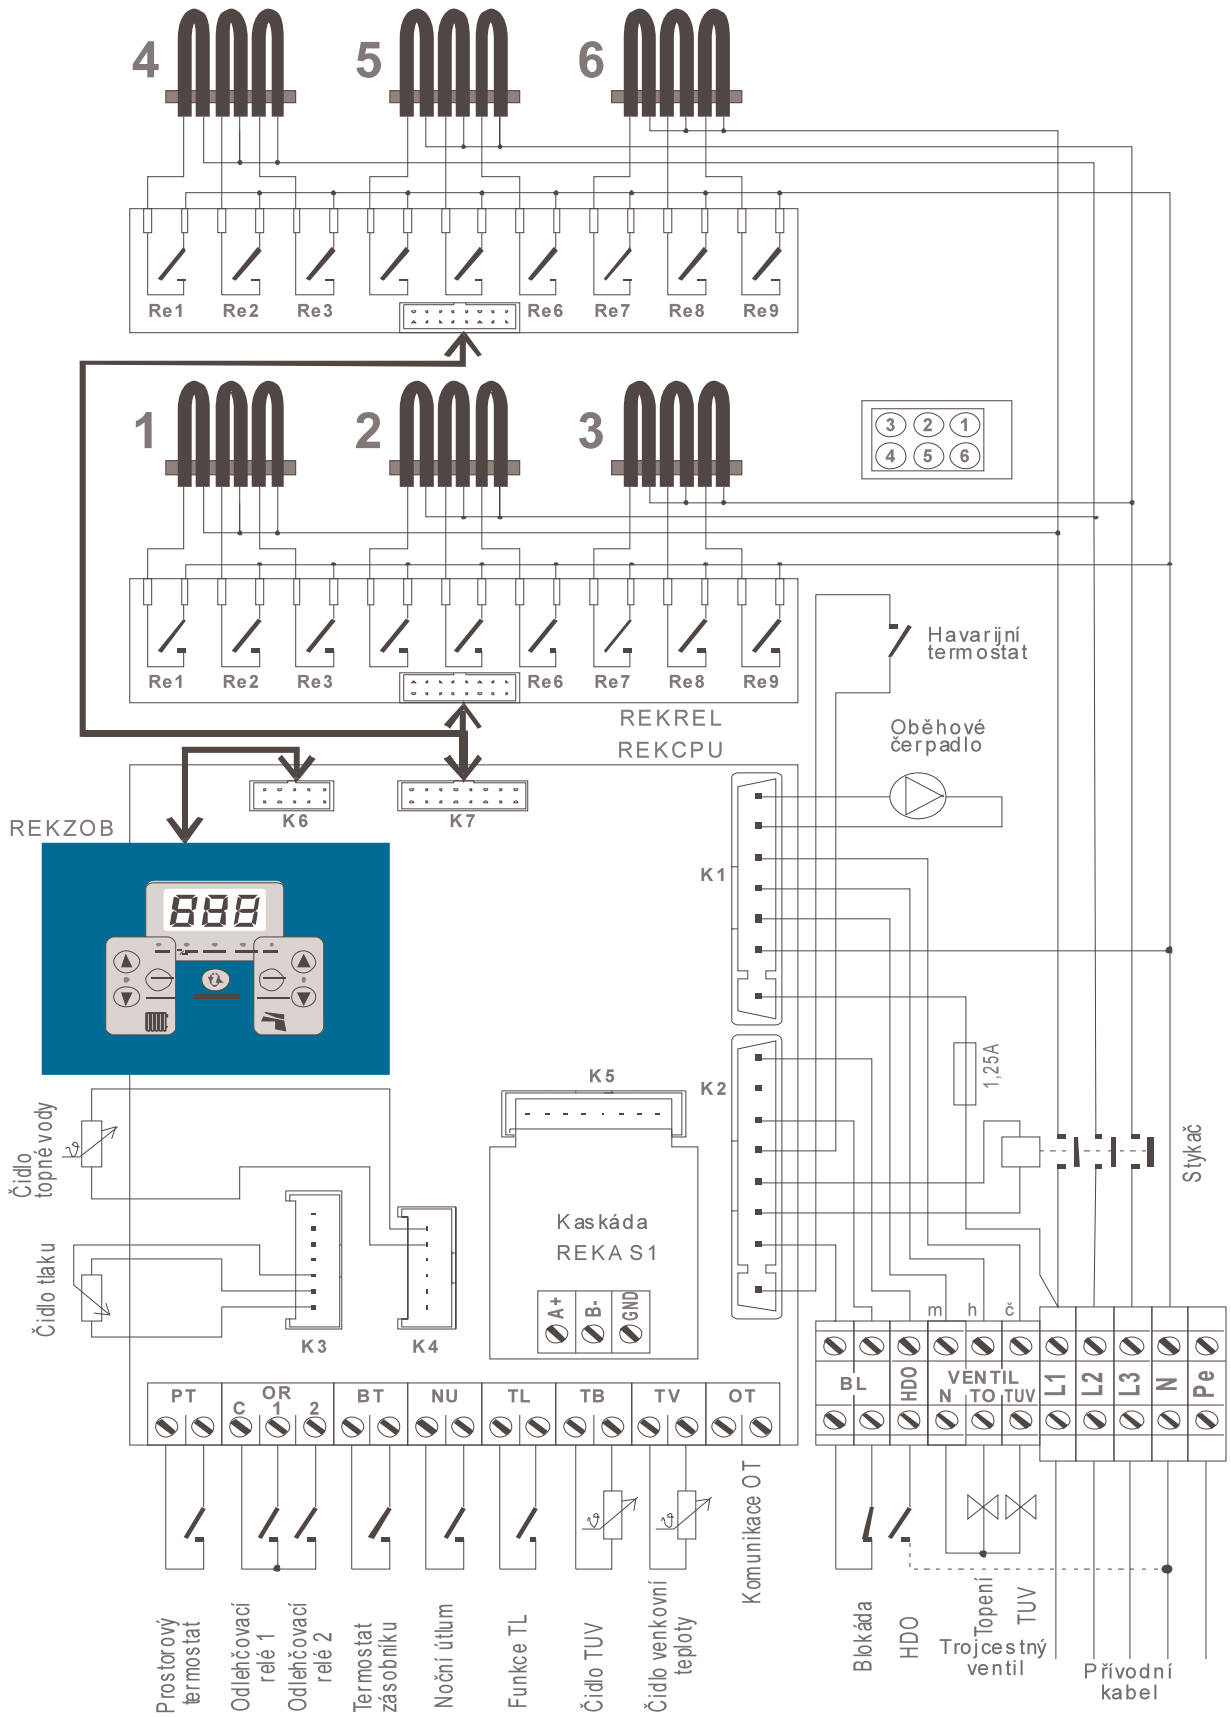 4 5 6
Re1 Re2 Re3 Re6 Re7 Re8 Re9
1 2 3
3 2 1
4 5 6
Re1 Re2 Re3 Re6 Re7 Re8 Re9
Havarijní
termostat
REKREL
REKCPU
Oběhové
čerpadlo
REKZOB
K6 K7
K1
888
1,25A
K5
K2
Čidlo
topné vody
Stykač
Kaskáda
REKA S1
Čidlo tlaku
A+ B- GND
K3 K4
m h č
BL HDO VENTIL
N TO TUV
L1 L2 L3 N Pe
PT OR BT NU TL TB TV OT
C 1 2
Komunikace OT
Prostorový
termostat
Odlehčovací
relé 1
Odlehčovací
relé 2
Termostat
zásobníku
Noční útlum
Funkce TL
Čidlo TUV
Čidlo venkovní
teploty
Blokáda
HDO
Topení
TUV
Trojcestný
ventil
Přívodní
kabel